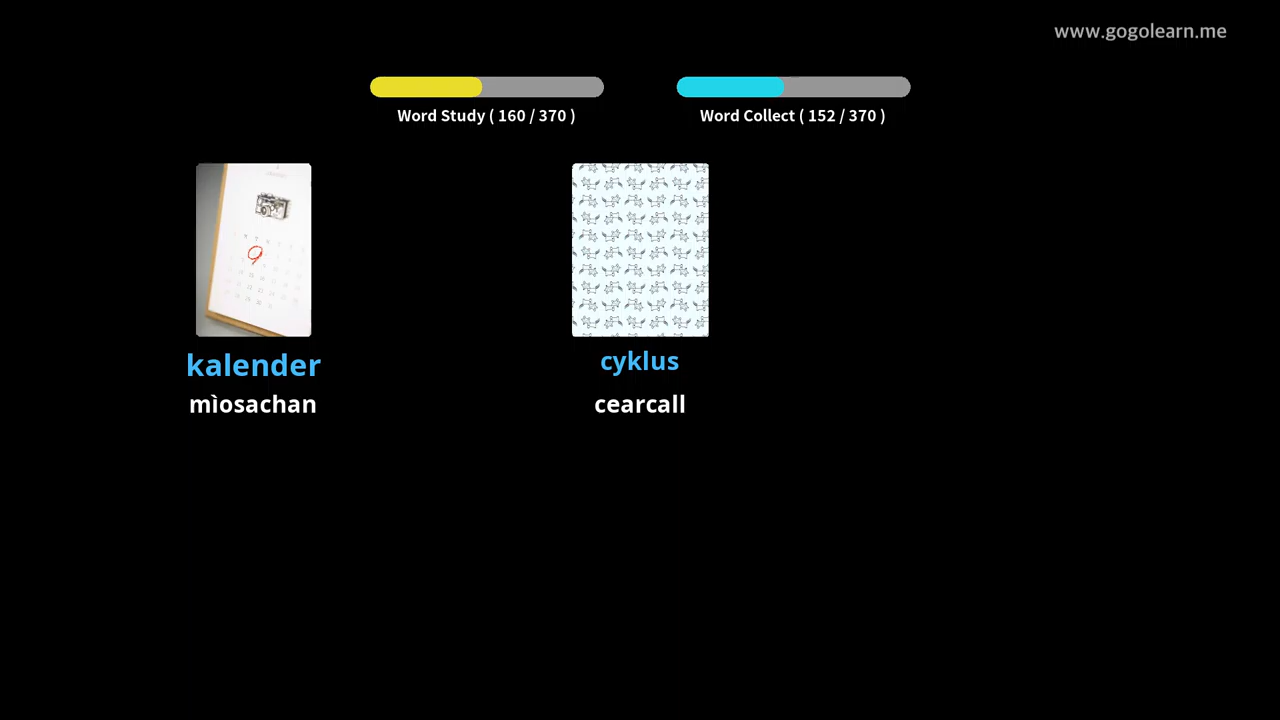 www.gogolearn.me
Word Study ( 160 / 370 )
Word Collect ( 152 / 370 )
kalender
mìosachan
cyklus
cearcall